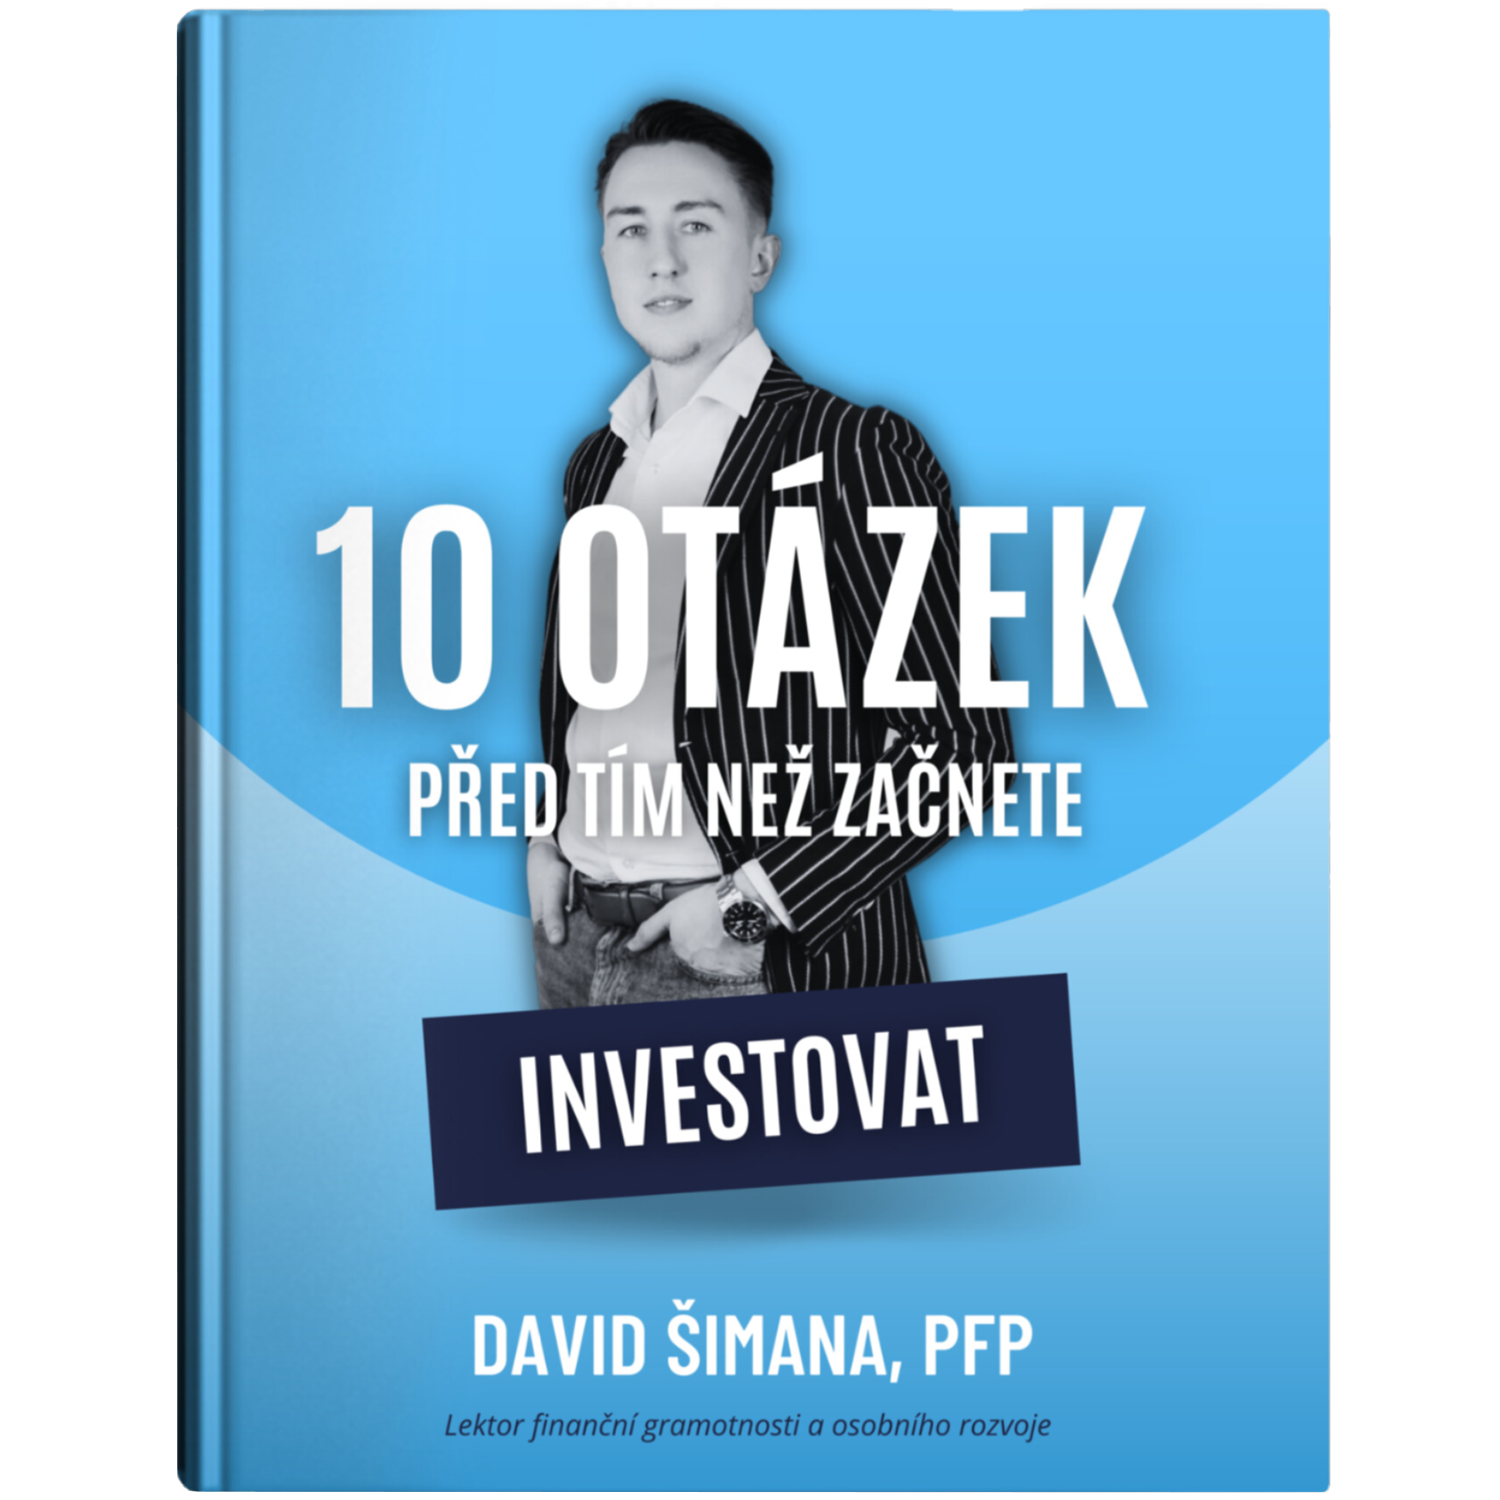 10 OTÁZEK
PŘED TÍM NEŽ ZAČNETE
INVESTOVAT
DAVID ŠIMANA, PFP
Lektor finanční gramotnosti a osobního rozvoje